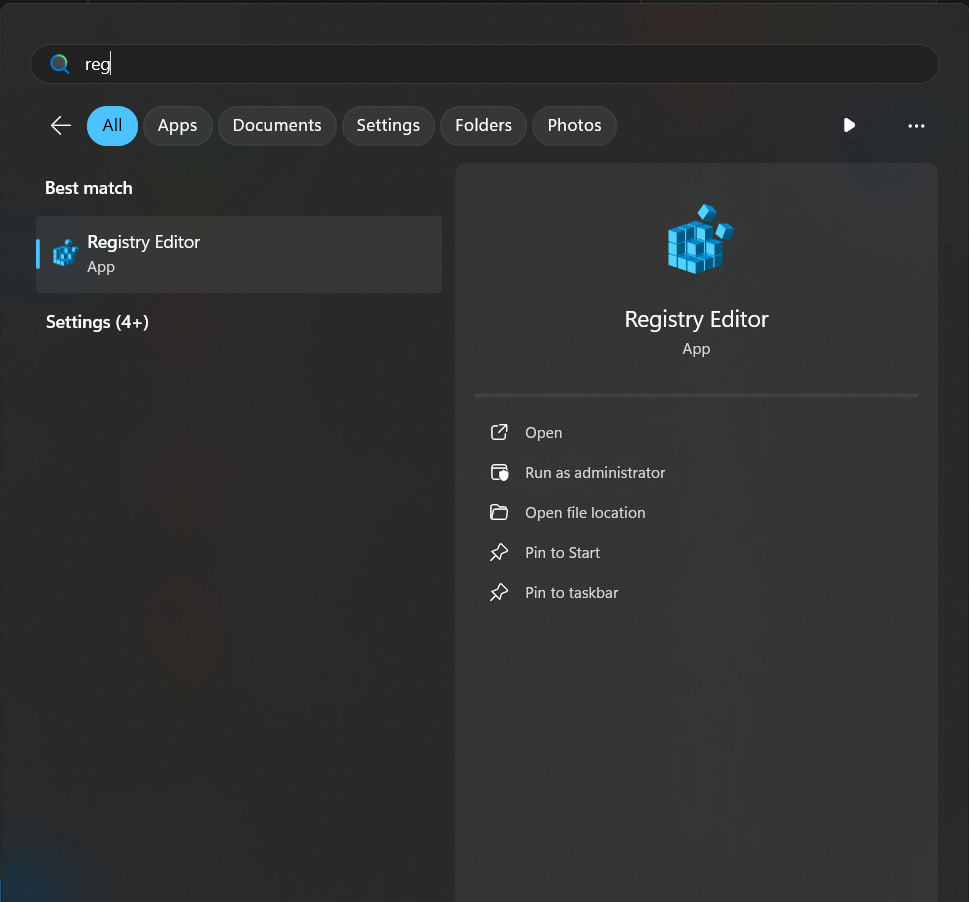 reg
All Apps Documents Settings Folders Photos
Best match
Registry Editor
App
Settings (4+)
Registry Editor
App
Open
Run as administrator
Open file location
Pin to Start
Pin to taskbar